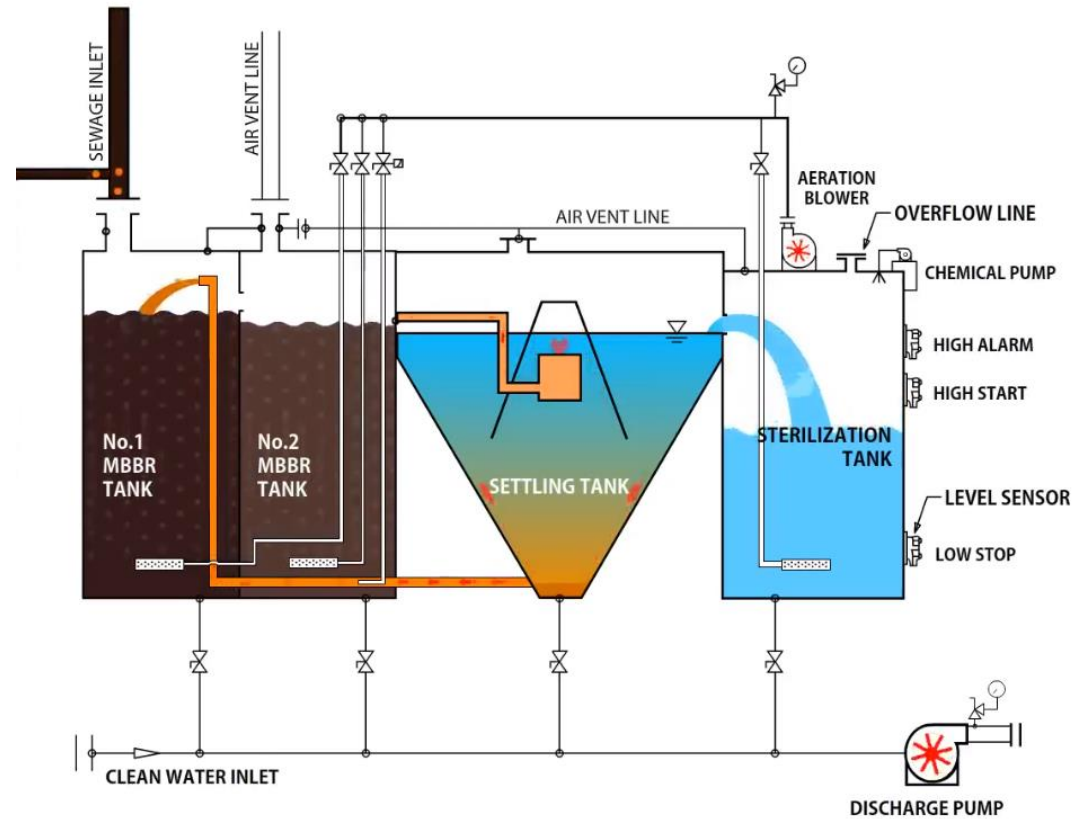 SEWAGE INLET
AIR VENT LINE
AIR VENT LINE
AERATION
BLOWER
OVERFLOW LINE
CHEMICAL PUMP
HIGH ALARM
HIGH START
No.1
MBBR
TANK
No.2
MBBR
TANK
SETTLING TANK
STERILIZATION
TANK
LEVEL SENSOR
LOW STOP
CLEAN WATER INLET
DISCHARGE PUMP